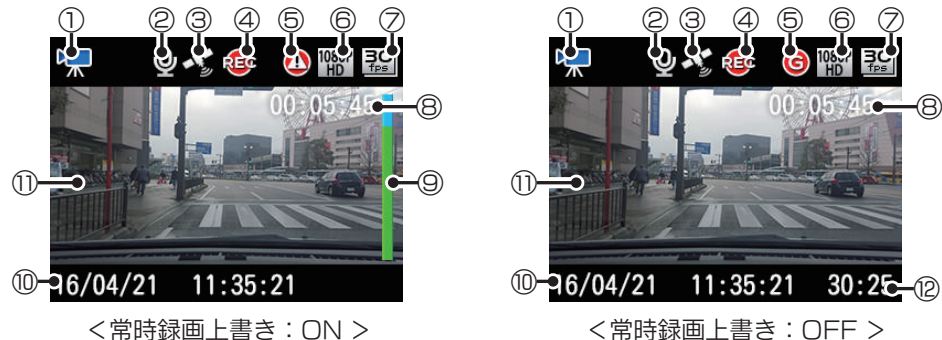 ① ② ③ ④ ⑤ ⑥ ⑦
REC 1080P HD 30 fps
00:05:45 ⑧
⑪ ⑨
⑩ 16/04/21 11:35:21
<常時録画上書き：ON >
① ② ③ ④ ⑤ ⑥ ⑦
REC G 1080P HD 30 fps
00:05:45 ⑧
⑪
⑩ 16/04/21 11:35:21 30:25 ⑫
<常時録画上書き：OFF >